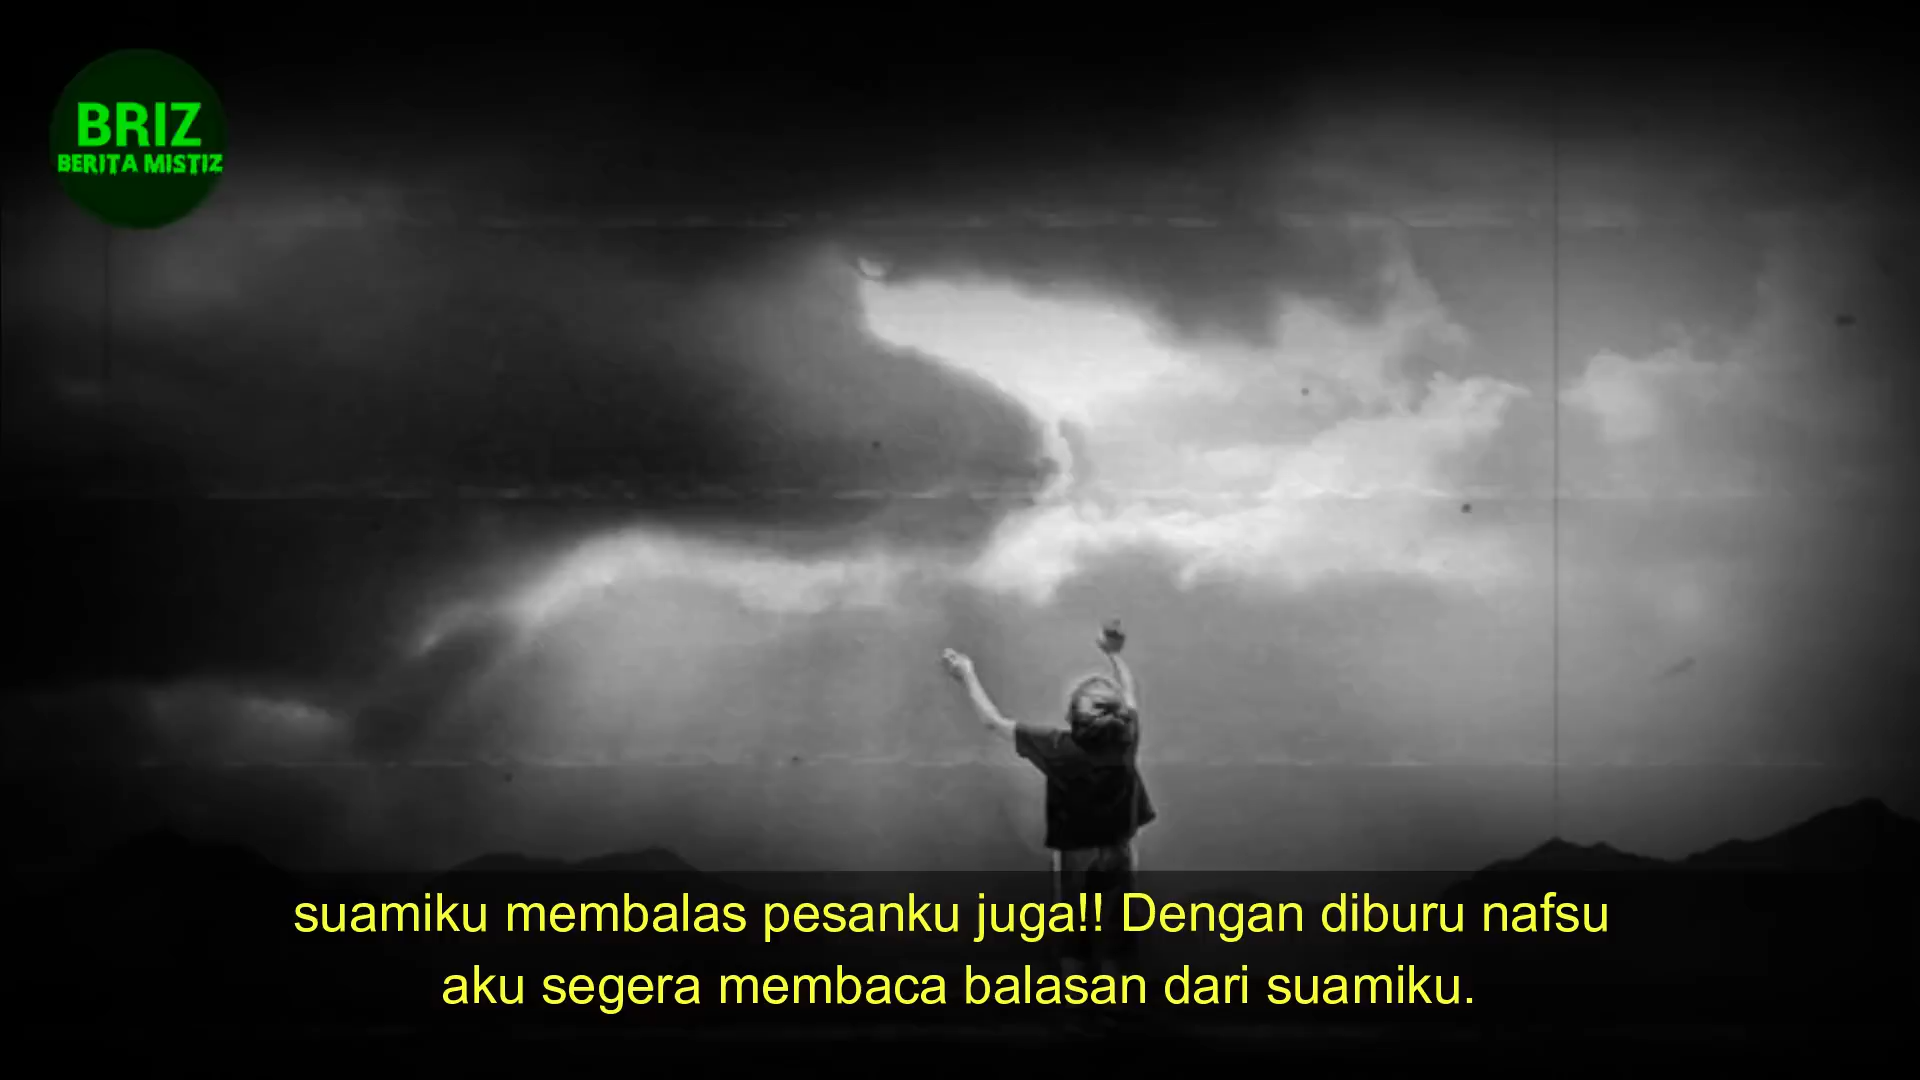 BRIZ
BERITA MISTIZ
suamiku membalas pesanku juga!! Dengan diburu nafsu
aku segera membaca balasan dari suamiku.